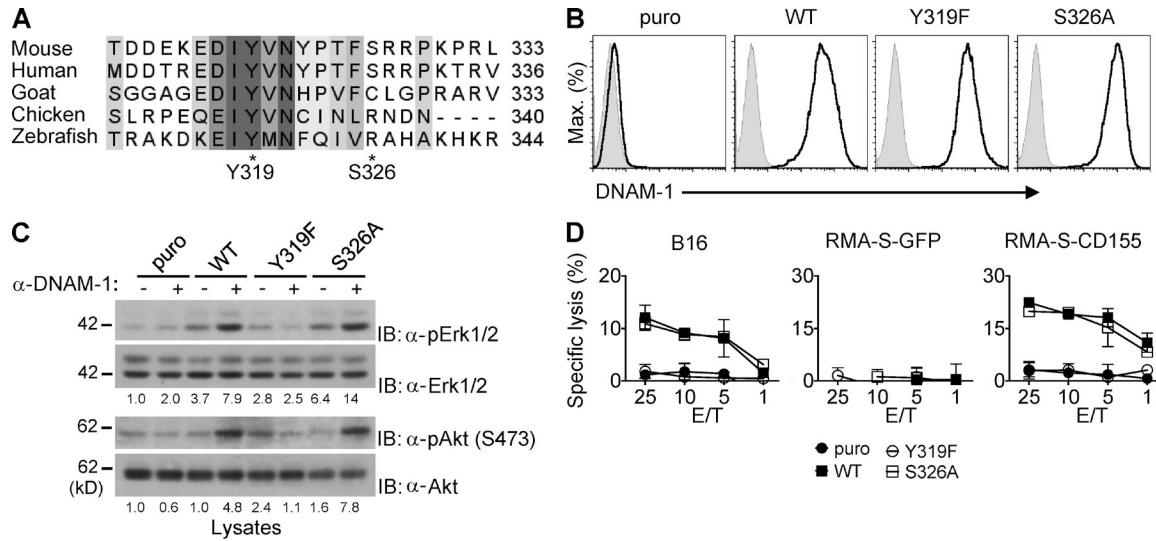 A
Mouse T D D E K E D I Y V N Y P T F S R R P K P R L 333
Human M D D T R E D I Y V N Y P T F S R R P K T R V 336
Goat S G G A G E D I Y V N H P V F C L G P R A R V 333
Chicken S L R P E Q E I Y V N C I N L R N D N - - - - 340
Zebrafish T R A K D K E I Y M N F Q I V R A H A K H K R 344
* *
Y319 S326
B
puro WT Y319F S326A
Max. (%)
DNAM-1
C
puro WT Y319F S326A
α-DNAM-1: - + - + - + - +
42 IB: α-pErk1/2
42 IB: α-Erk1/2
1.0 2.0 3.7 7.9 2.8 2.5 6.4 14
62 IB: α-pAkt (S473)
62 IB: α-Akt
(kD)
1.0 0.6 1.0 4.8 2.4 1.1 1.6 7.8
Lysates
D
B16 RMA-S-GFP RMA-S-CD155
Specific lysis (%)
20 30 30
10 15 15
0 0 0
25 10 5 1 25 10 5 1 25 10 5 1
E/T E/T E/T
puro Y319F
WT S326A